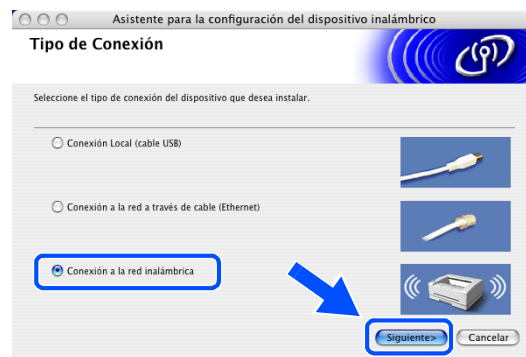 Asistente para la configuración del dispositivo inalámbrico
Tipo de Conexión
Seleccione el tipo de conexión del dispositivo que desea instalar.
Conexión Local (cable USB)
Conexión a la red a través de cable (Ethernet)
Conexión a la red inalámbrica
Siguiente>
Cancelar